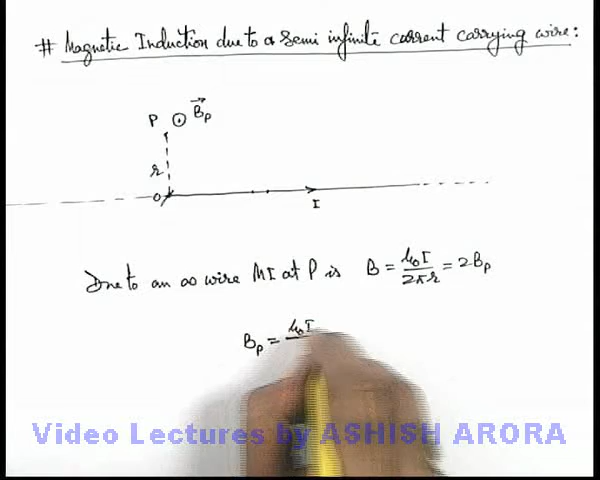 # Magnetic Induction due to a semi infinite current carrying wire:
P ⊙ B⃗ₚ
r
O
I
Due to an ∞ wire MI at P is B = μ₀I/2πr = 2Bₚ
Bₚ = μ₀I
Video Lectures by ASHISH ARORA